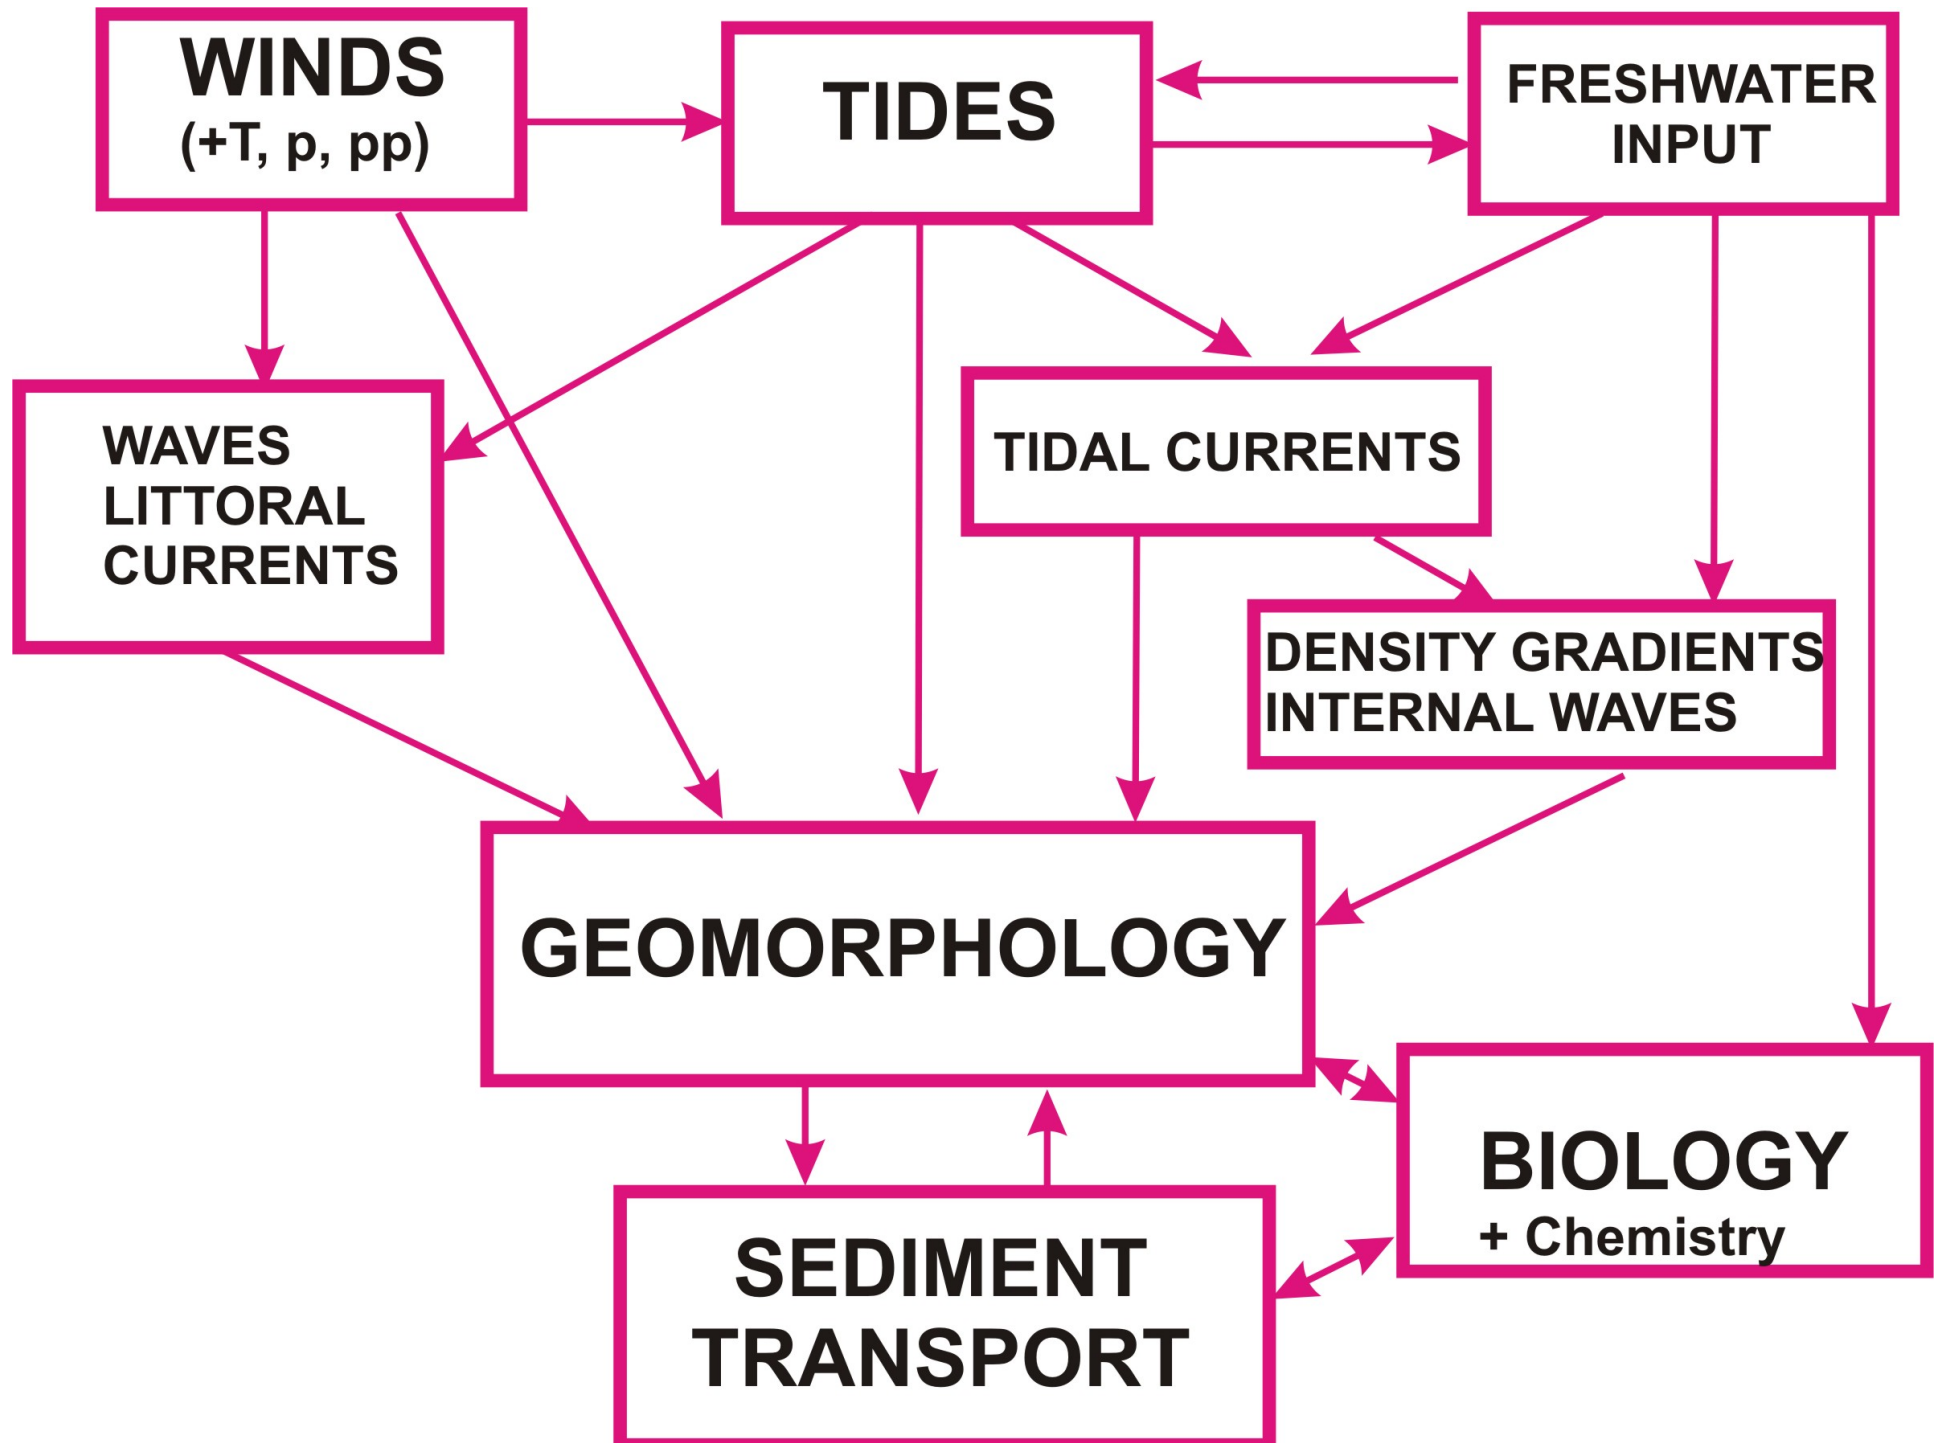 WINDS
(+T, p, pp)
TIDES
FRESHWATER
INPUT
WAVES
LITTORAL
CURRENTS
TIDAL CURRENTS
DENSITY GRADIENTS
INTERNAL WAVES
GEOMORPHOLOGY
BIOLOGY
+ Chemistry
SEDIMENT
TRANSPORT